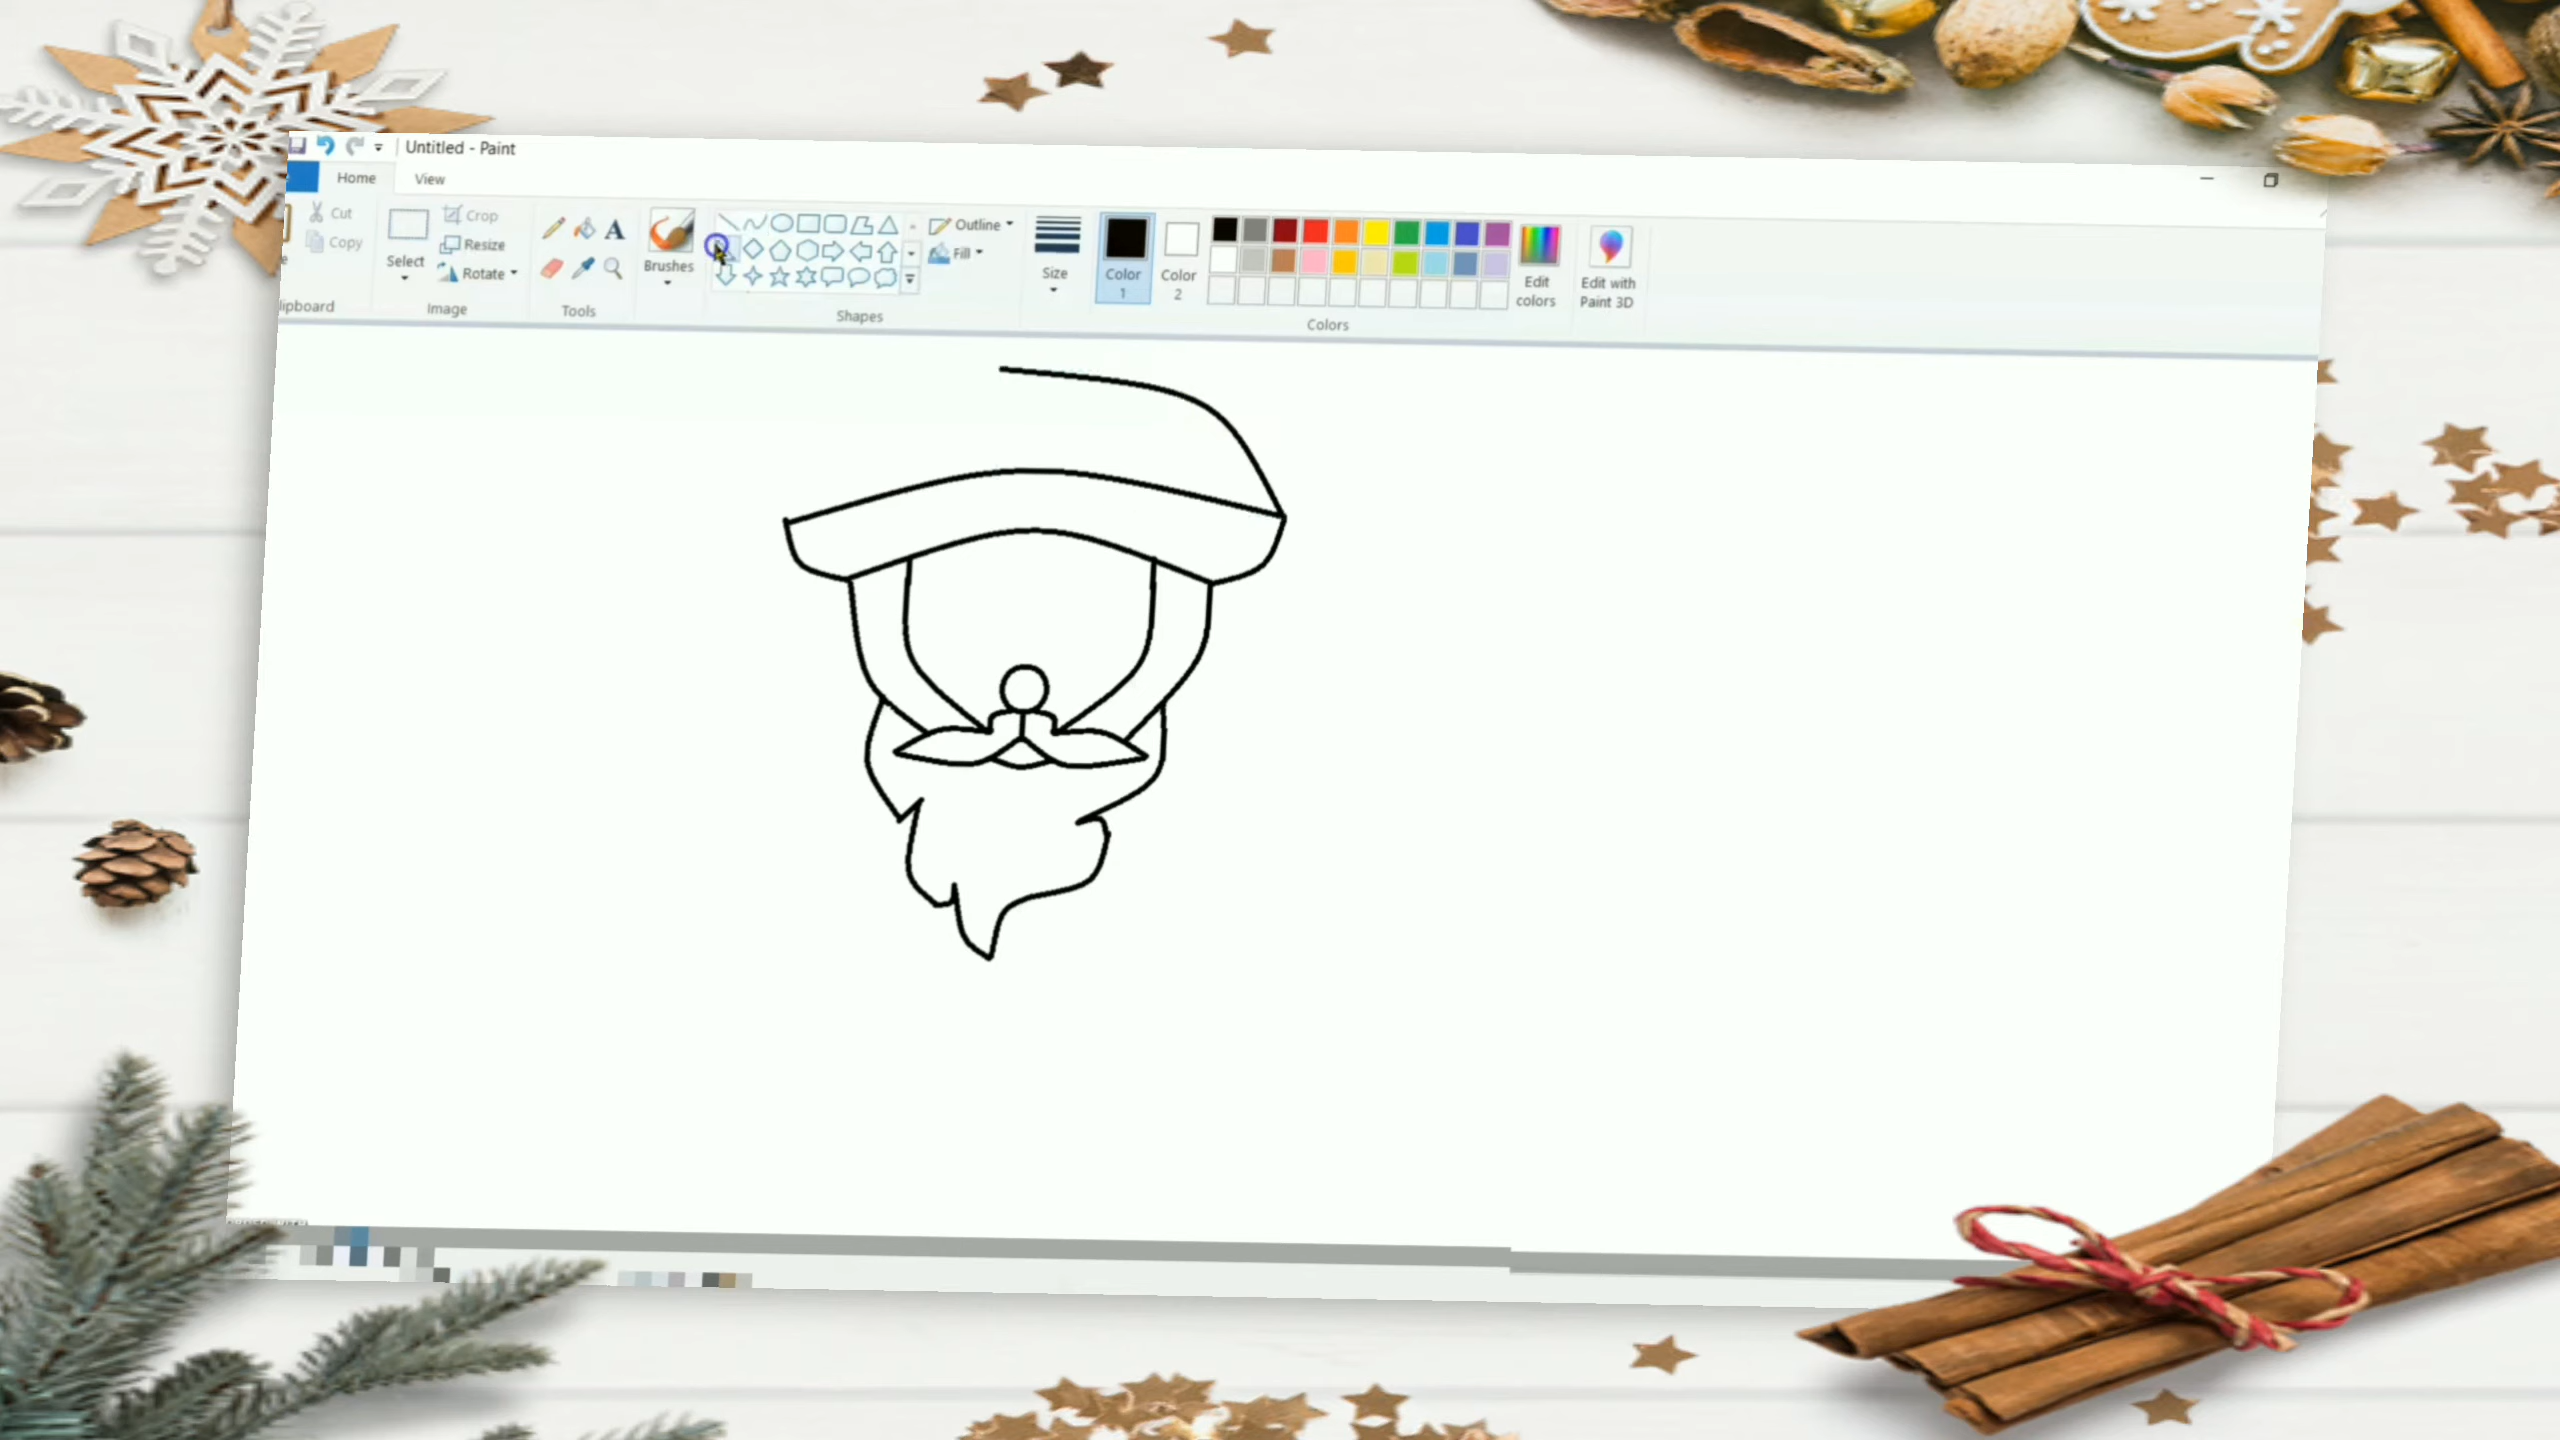 Untitled - Paint
Home View
Cut
Copy
lipboard
Select
Crop
Resize
Rotate
Image
A
Tools
Brushes
Shapes
Outline
Fill
Size
Color
1
Color
2
Colors
Edit
colors
Edit with
Paint 3D